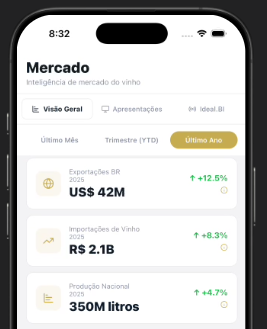 8:32
Mercado
Inteligência de mercado do vinho
Visão Geral
Apresentações
Ideal.BI
Último Mês
Trimestre (YTD)
Último Ano
Exportações BR
2025
US$ 42M
↑ +12.5%
Importações de Vinho
2025
R$ 2.1B
↑ +8.3%
Produção Nacional
2025
350M litros
↑ +4.7%